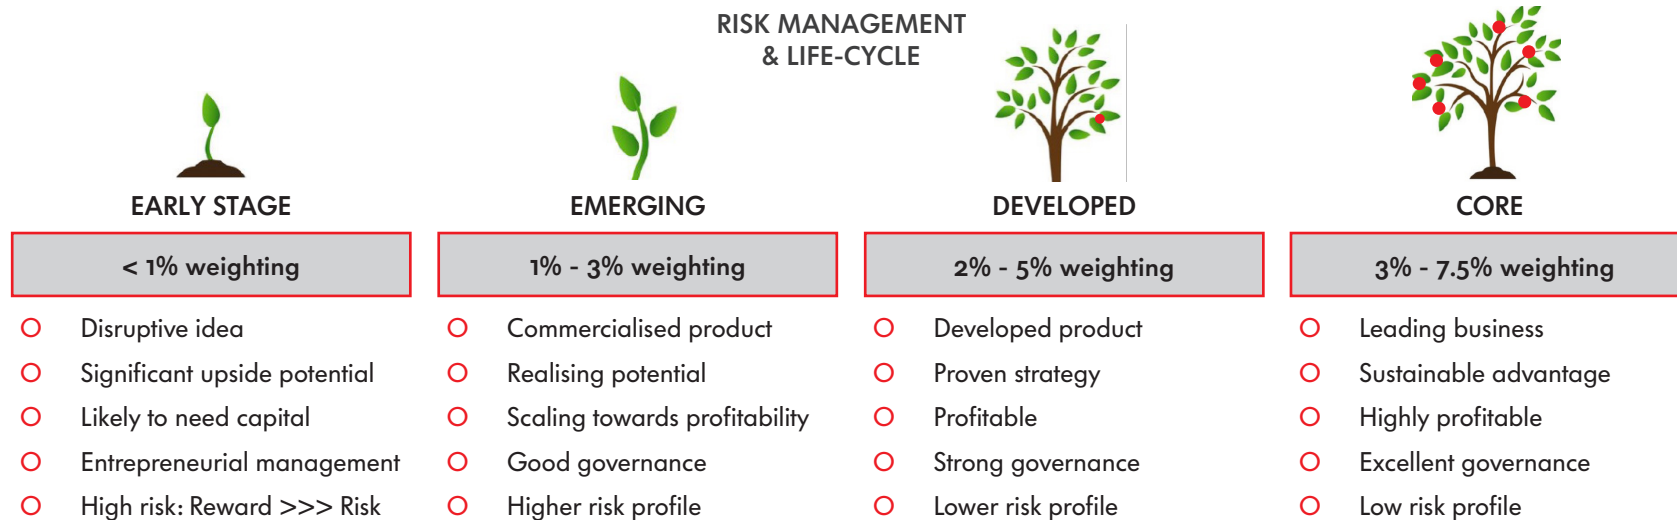 RISK MANAGEMENT
& LIFE-CYCLE
EARLY STAGE
< 1% weighting
Disruptive idea
Significant upside potential
Likely to need capital
Entrepreneurial management
High risk: Reward >>> Risk
EMERGING
1% - 3% weighting
Commercialised product
Realising potential
Scaling towards profitability
Good governance
Higher risk profile
DEVELOPED
2% - 5% weighting
Developed product
Proven strategy
Profitable
Strong governance
Lower risk profile
CORE
3% - 7.5% weighting
Leading business
Sustainable advantage
Highly profitable
Excellent governance
Low risk profile